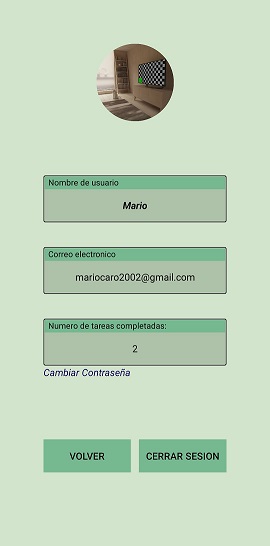 Nombre de usuario
Mario
Correo electronico
mariocaro2002@gmail.com
Numero de tareas completadas:
2
Cambiar Contraseña
VOLVER
CERRAR SESION